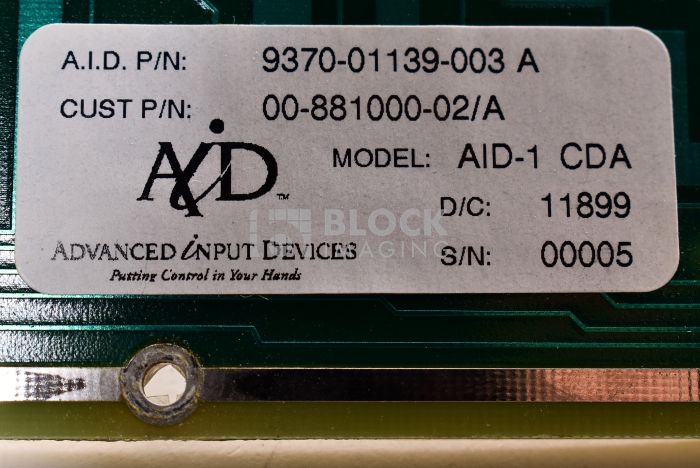 A.I.D. P/N: 9370-01139-003 A
CUST P/N: 00-881000-02/A
AiD™
MODEL: AID-1 CDA
D/C: 11899
BLOCK IMAGING
ADVANCED iNPUT DEVICES
S/N: 00005
Putting Control in Your Hands